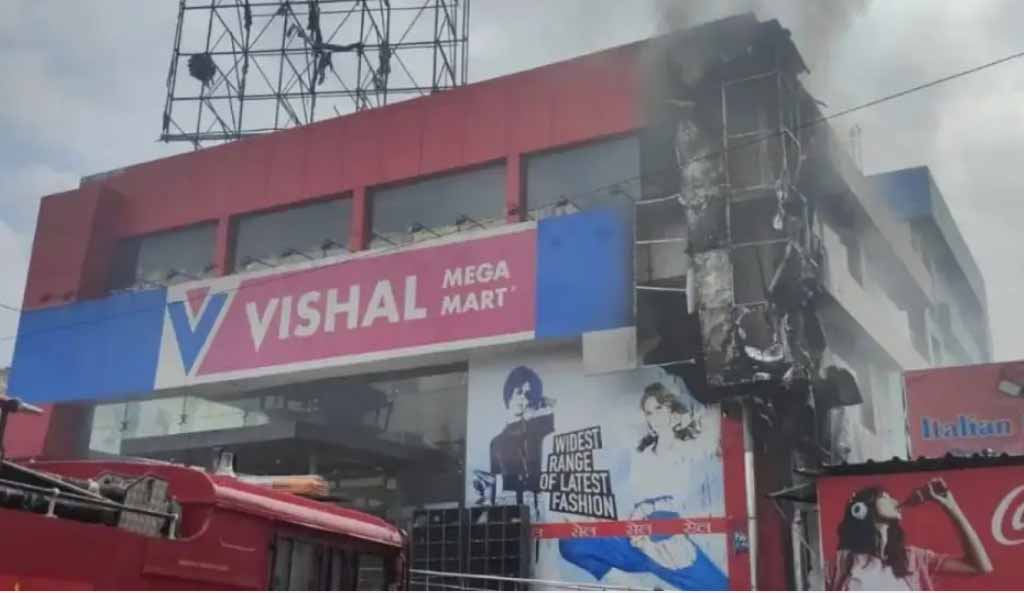 VISHAL
MEGA
MART
WIDEST
RANGE
OF LATEST
FASHION
सेल सेल सेल
Italian